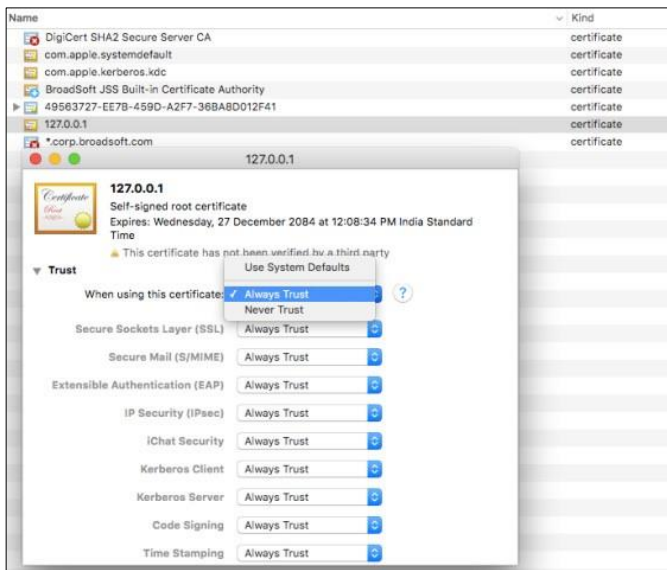 Name Kind
DigiCert SHA2 Secure Server CA certificate
com.apple.systemdefault certificate
com.apple.kerberos.kdc certificate
BroadSoft JSS Built-in Certificate Authority certificate
49563727-EE7B-459D-A2F7-36BA8D012F41 certificate
127.0.0.1 certificate
*.corp.broadsoft.com certificate
127.0.0.1
Certificate
Root
127.0.0.1
Self-signed root certificate
Expires: Wednesday, 27 December 2084 at 12:08:34 PM India Standard
Time
This certificate has not been verified by a third party
Use System Defaults
Trust
When using this certificate: ✓ Always Trust ?
Never Trust
Secure Sockets Layer (SSL) Always Trust
Secure Mail (S/MIME) Always Trust
Extensible Authentication (EAP) Always Trust
IP Security (IPsec) Always Trust
iChat Security Always Trust
Kerberos Client Always Trust
Kerberos Server Always Trust
Code Signing Always Trust
Time Stamping Always Trust